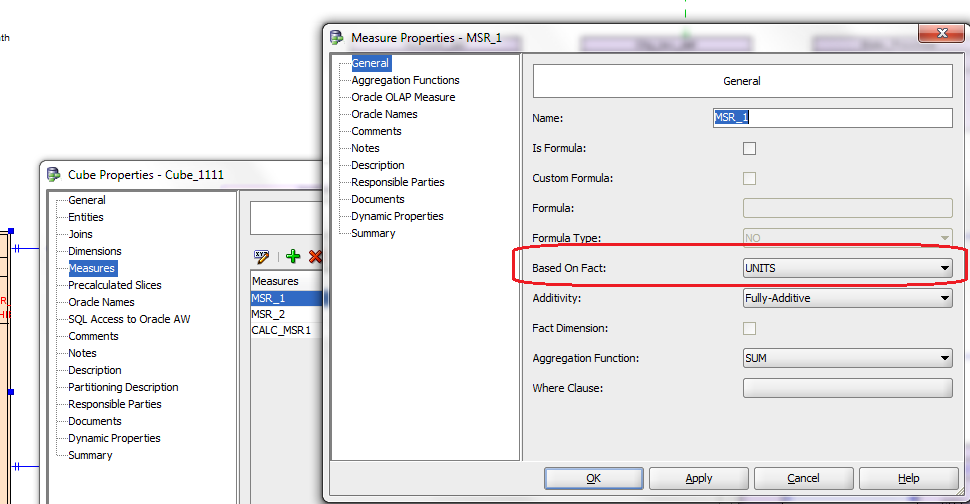 ath
Measure Properties - MSR_1
General
Aggregation Functions
Oracle OLAP Measure
Oracle Names
Comments
Notes
Description
Responsible Parties
Documents
Dynamic Properties
Summary
General
Name:
MSR_1
Is Formula:
Custom Formula:
Formula:
Formula Type:
NO
Based On Fact:
UNITS
Additivity:
Fully-Additive
Fact Dimension:
Aggregation Function:
SUM
Where Clause:
OK
Apply
Cancel
Help
Cube Properties - Cube_1111
General
Entities
Joins
Dimensions
Measures
Precalculated Slices
Oracle Names
SQL Access to Oracle AW
Comments
Notes
Description
Partitioning Description
Responsible Parties
Documents
Dynamic Properties
Summary
XYZ
Measures
MSR_1
MSR_2
CALC_MSR1